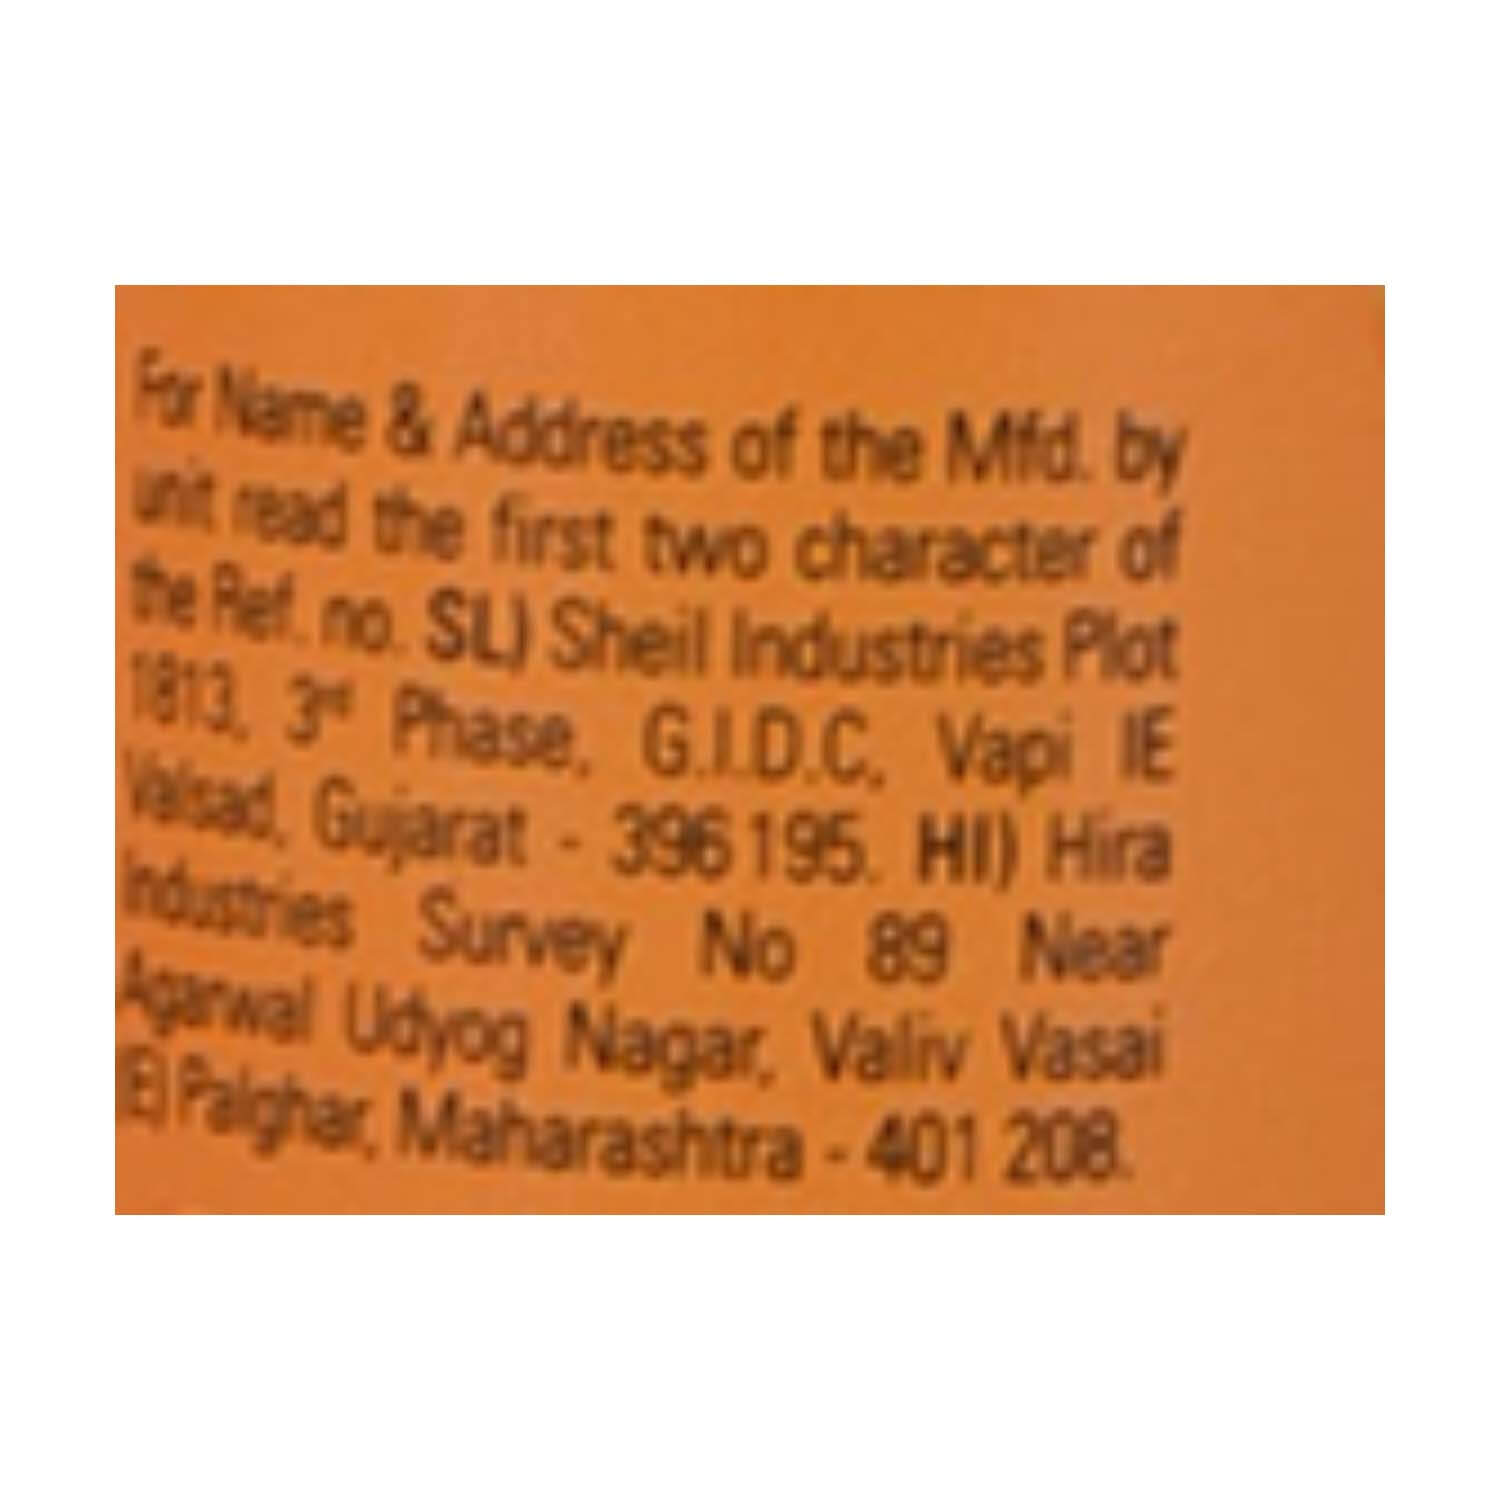 For Name & Address of the Mfd. by
unit read the first two character of
the Ref. no. SL) Sheil Industries Plot
1813, 3rd Phase, G.I.D.C, Vapi IE
Valsad, Gujarat - 396 195. HI) Hira
Industries Survey No 89 Near
Agarwal Udyog Nagar, Valiv Vasai
(E) Palghar, Maharashtra - 401 208.